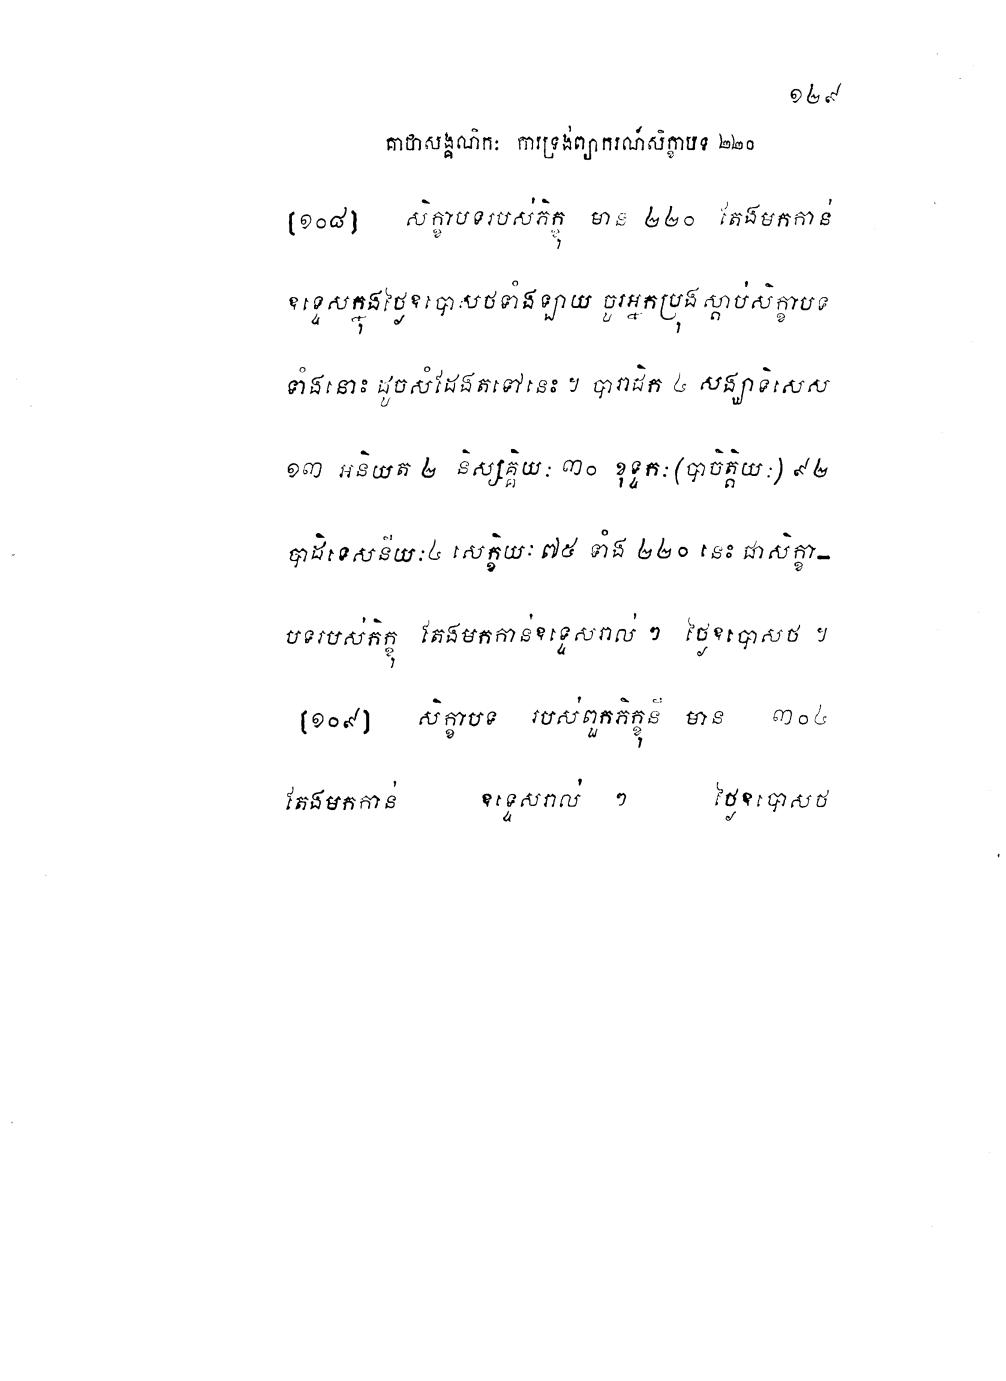 ១២៩
គាថាសង្គណិកៈ ការទ្រង់ព្យាករណ៍សិក្ខាបទ ២២០
[១០៨] សិក្ខាបទរបស់ភិក្ខុ មាន ២២០ តែងមកកាន់
ឧទ្ទេសក្នុងថ្ងៃឧបោសថទាំងឡាយ ចូរអ្នកប្រុងស្តាប់សិក្ខាបទ
ទាំងនោះ ដូចសំដែងតទៅនេះ ។ បារាជិក ៤ សង្ឃាទិសេស
១៣ អនិយត ២ និស្សគ្គិយៈ ៣០ ខុទ្ទកៈ (បាចិត្តិយៈ) ៩២
បាដិទេសនីយៈ ៤ សេក្ខិយៈ ៧៥ ទាំង ២២០ នេះ ជាសិក្ខា-
បទរបស់ភិក្ខុ តែងមកកាន់ឧទ្ទេសរាល់ ៗ ថ្ងៃឧបោសថ ។
[១០៩] សិក្ខាបទ របស់ពួកភិក្ខុនី មាន ៣០៤
តែងមកកាន់ ឧទ្ទេសរាល់ ៗ ថ្ងៃឧបោសថ